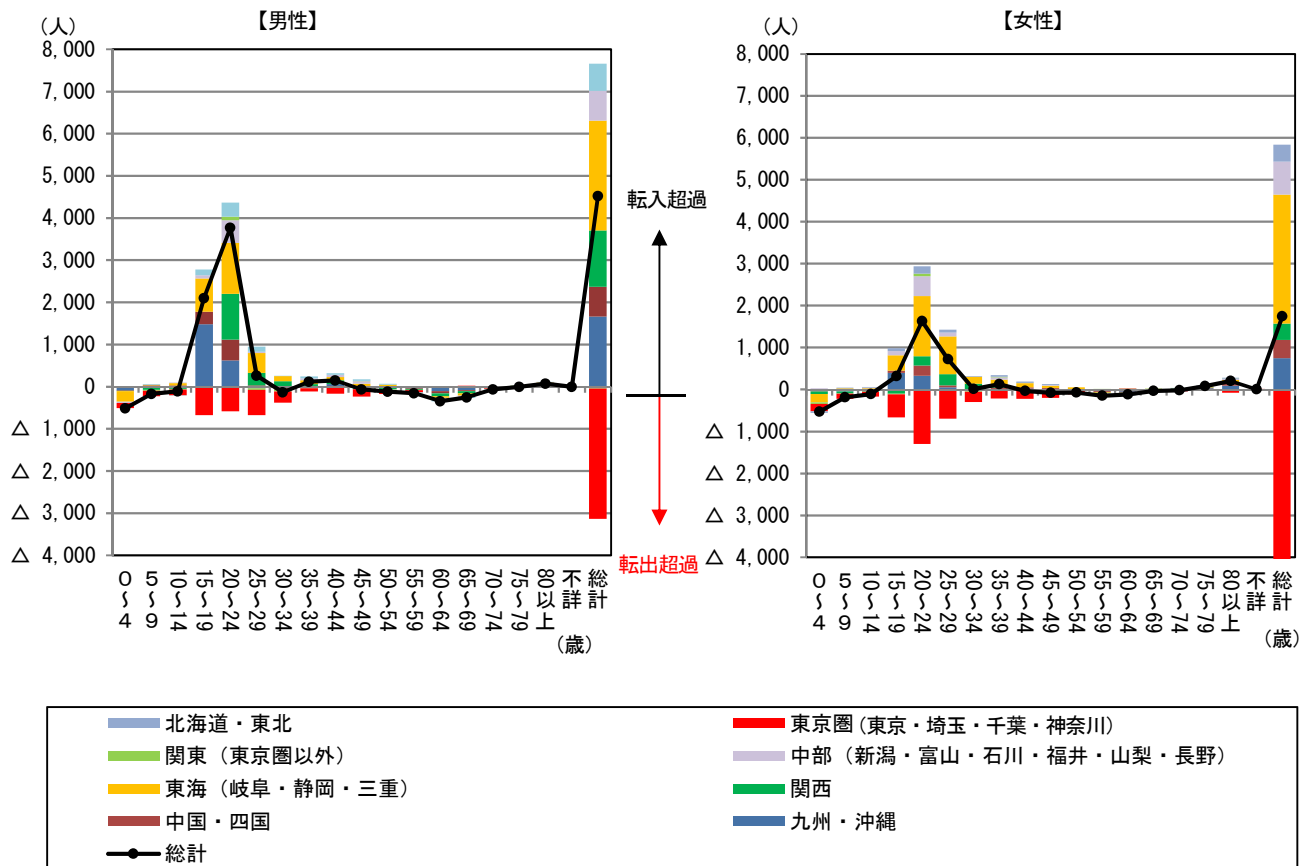 【男性】
(人)
8,000
7,000
6,000
5,000
4,000
3,000
2,000
1,000
0
△ 1,000
△ 2,000
△ 3,000
△ 4,000
0～4
5～9
10～14
15～19
20～24
25～29
30～34
35～39
40～44
45～49
50～54
55～59
60～64
65～69
70～74
75～79
80以上
不詳
総計
(歳)
転入超過
転出超過
【女性】
(人)
8,000
7,000
6,000
5,000
4,000
3,000
2,000
1,000
0
△ 1,000
△ 2,000
△ 3,000
△ 4,000
0～4
5～9
10～14
15～19
20～24
25～29
30～34
35～39
40～44
45～49
50～54
55～59
60～64
65～69
70～74
75～79
80以上
不詳
総計
(歳)
北海道・東北
東京圏(東京・埼玉・千葉・神奈川)
関東（東京圏以外）
中部（新潟・富山・石川・福井・山梨・長野）
東海（岐阜・静岡・三重）
関西
中国・四国
九州・沖縄
総計